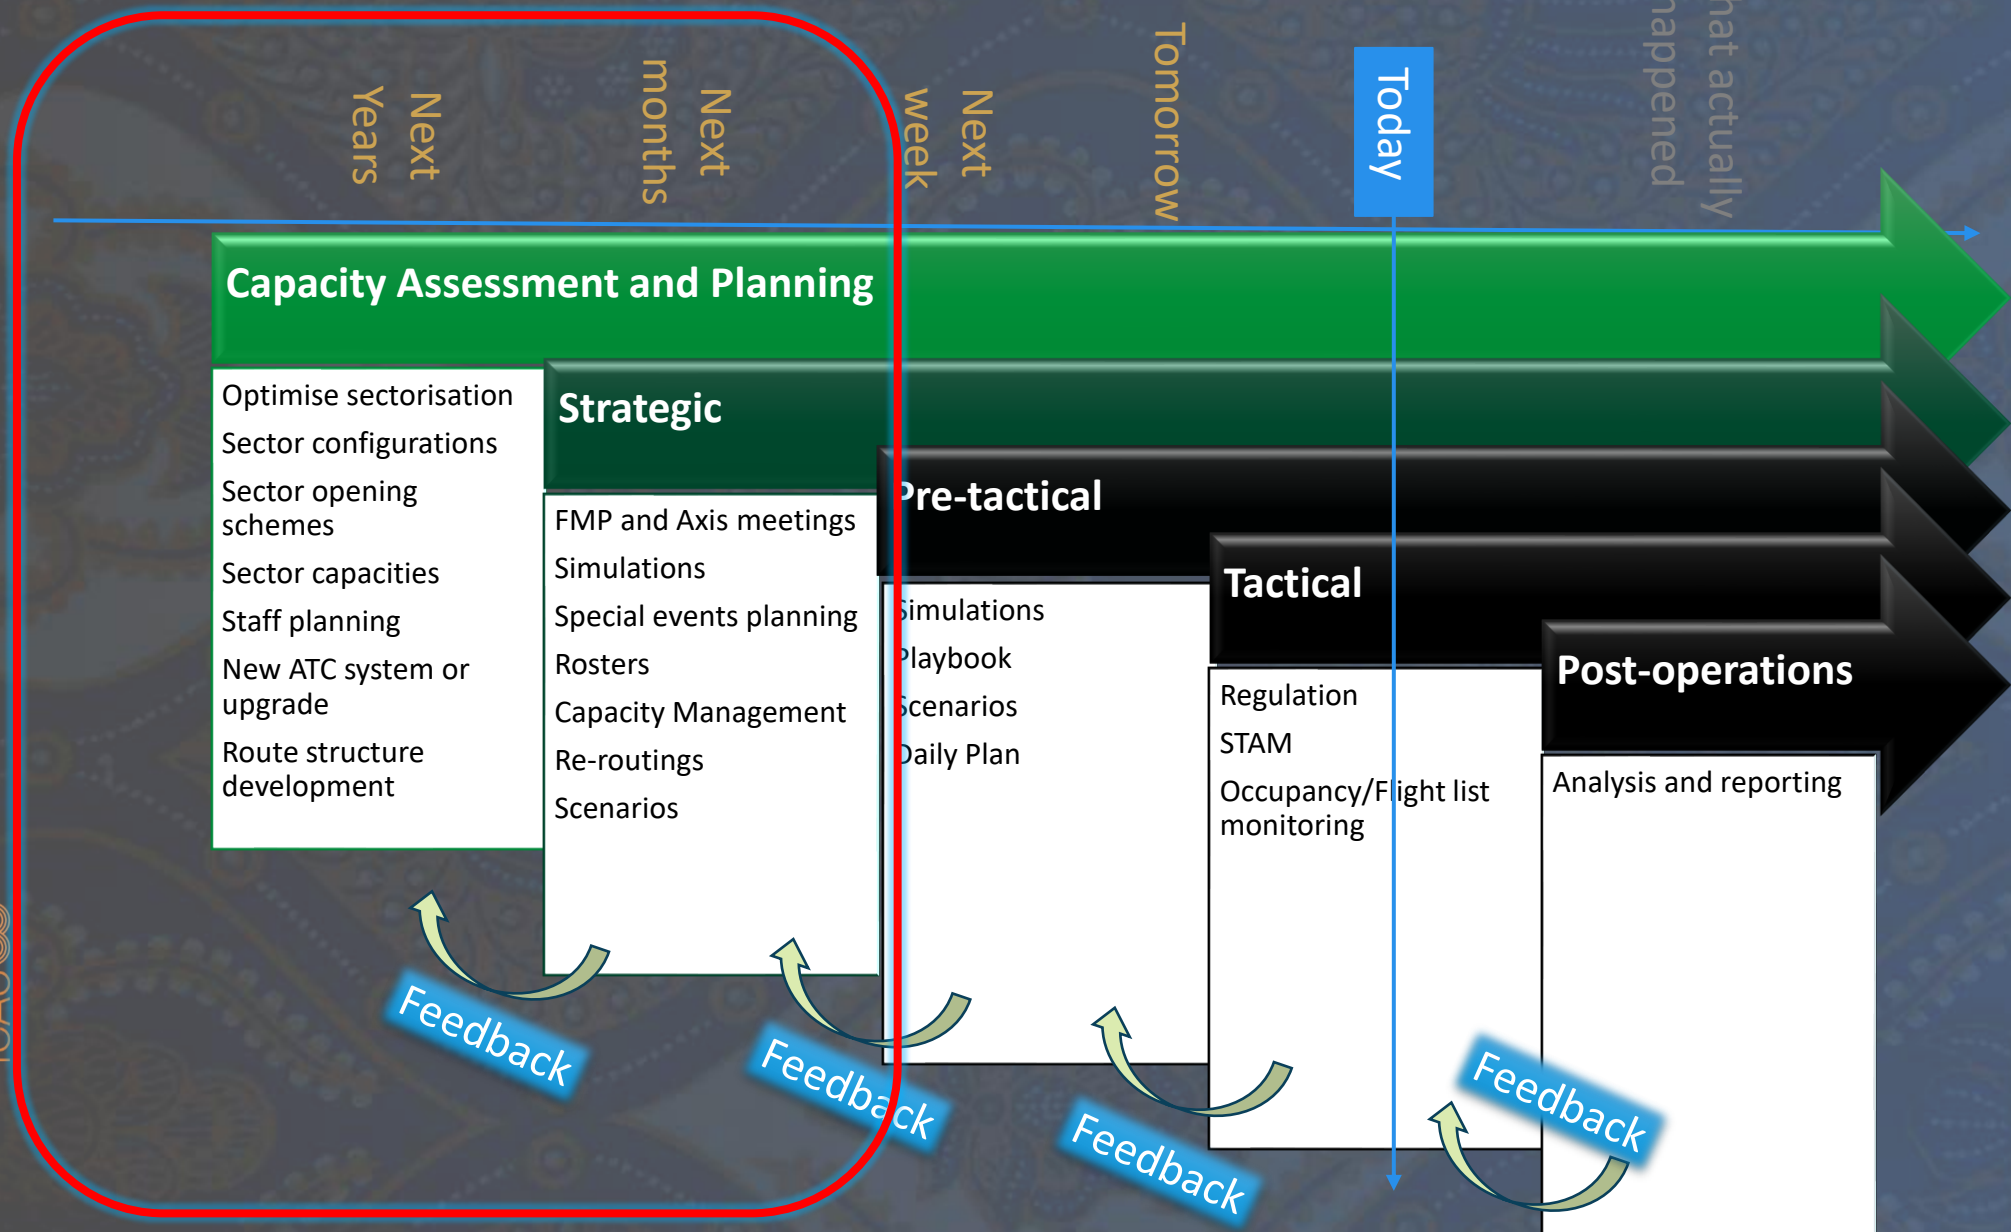 Next
Years
Next
months
Next
week
Tomorrow
Today
hat actually
happened
Capacity Assessment and Planning
Optimise sectorisation
Sector configurations
Sector opening
schemes
Sector capacities
Staff planning
New ATC system or
upgrade
Route structure
development
Strategic
FMP and Axis meetings
Simulations
Special events planning
Rosters
Capacity Management
Re-routings
Scenarios
Pre-tactical
Simulations
Playbook
Scenarios
Daily Plan
Tactical
Regulation
STAM
Occupancy/Flight list
monitoring
Post-operations
Analysis and reporting
Feedback
Feedback
Feedback
Feedback